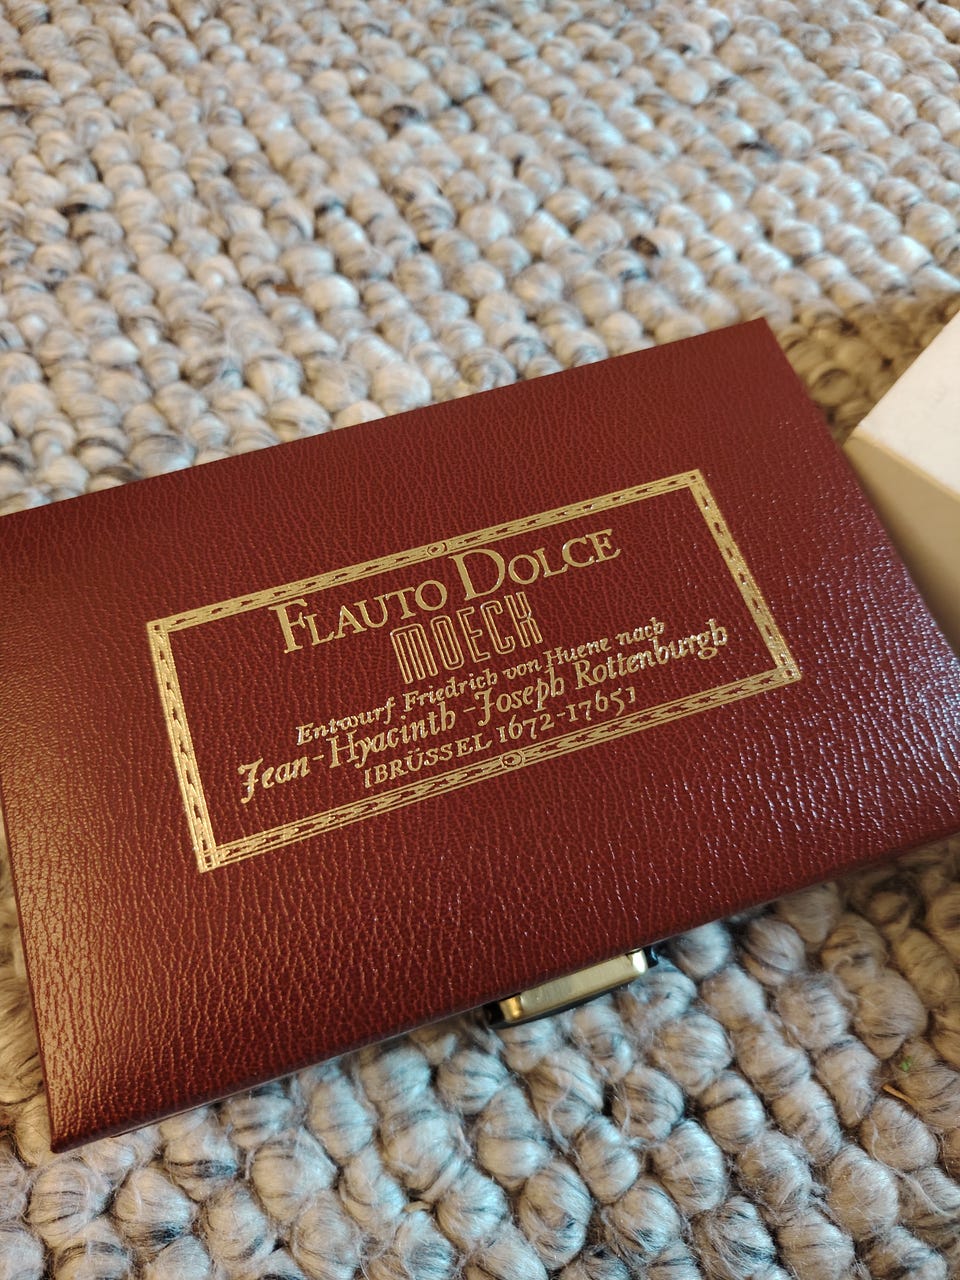 FLAUTO DOLCE
MOECK
Entwurf Friedrich von Huene nach
Jean-Hyacinth-Joseph Rottenburgh
[BRÜSSEL 1672-1765]